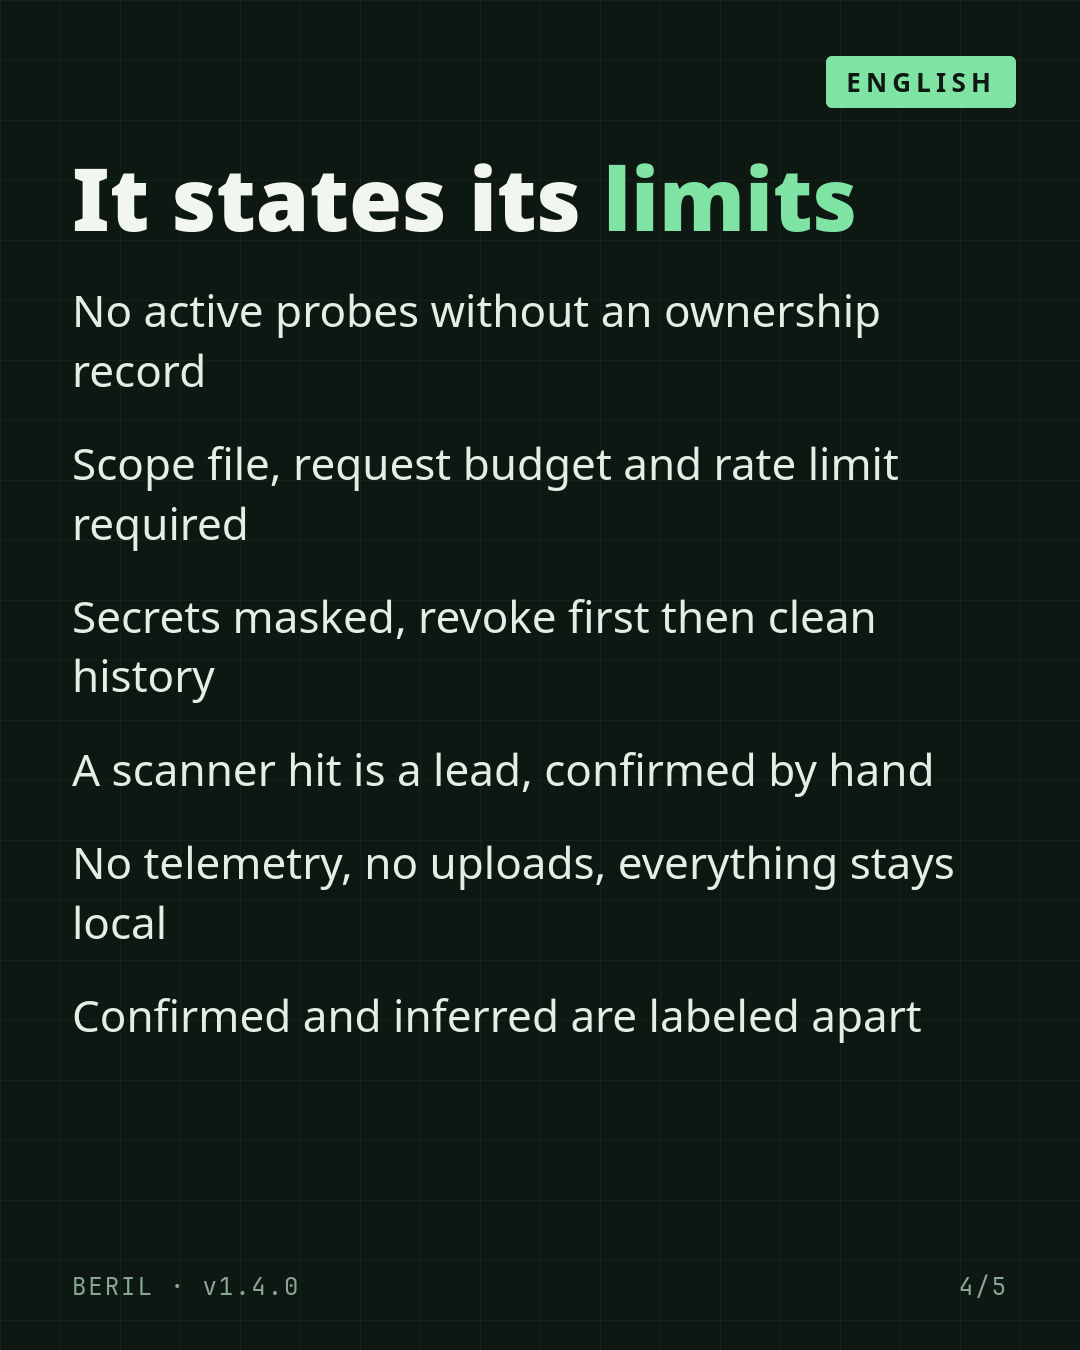 ENGLISH
It states its limits
No active probes without an ownership
record
Scope file, request budget and rate limit
required
Secrets masked, revoke first then clean
history
A scanner hit is a lead, confirmed by hand
No telemetry, no uploads, everything stays
local
Confirmed and inferred are labeled apart
BERIL · v1.4.0
4/5